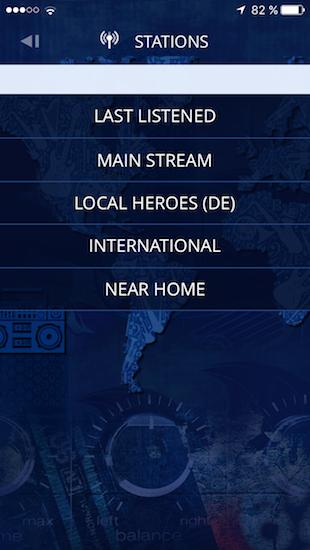 82 %
STATIONS
LAST LISTENED
MAIN STREAM
LOCAL HEROES (DE)
INTERNATIONAL
NEAR HOME
max left right
balance